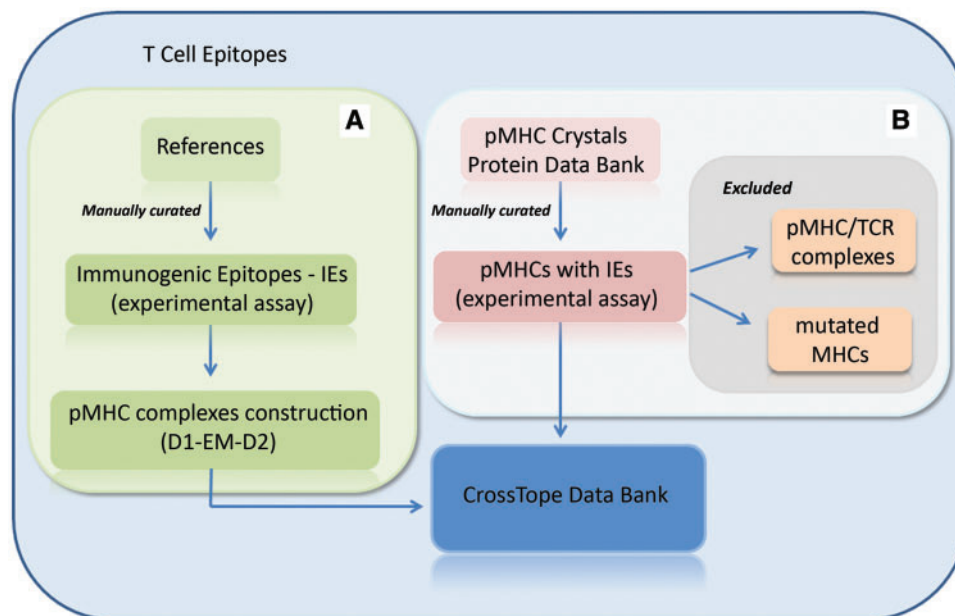 T Cell Epitopes
A
References
Manually curated
Immunogenic Epitopes - IEs
(experimental assay)
pMHC complexes construction
(D1-EM-D2)
B
pMHC Crystals
Protein Data Bank
Manually curated
pMHCs with IEs
(experimental assay)
Excluded
pMHC/TCR
complexes
mutated
MHCs
CrossTope Data Bank